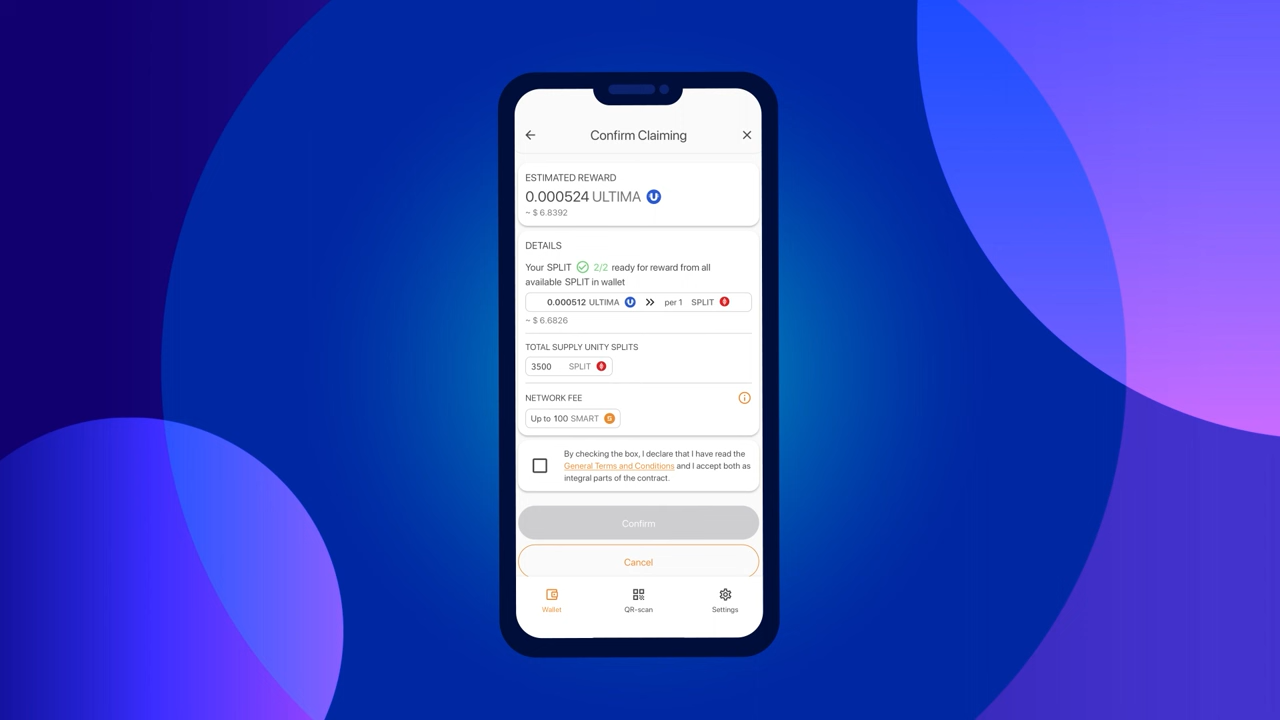 Confirm Claiming
ESTIMATED REWARD
0.000524 ULTIMA
~ $ 6.8392
DETAILS
Your SPLIT 2/2 ready for reward from all
available SPLIT in wallet
0.000512 ULTIMA per 1 SPLIT
~ $ 6.6826
TOTAL SUPPLY UNITY SPLITS
3500 SPLIT
NETWORK FEE
Up to 100 SMART
By checking the box, I declare that I have read the
General Terms and Conditions and I accept both as
integral parts of the contract.
Confirm
Cancel
Wallet QR-scan Settings